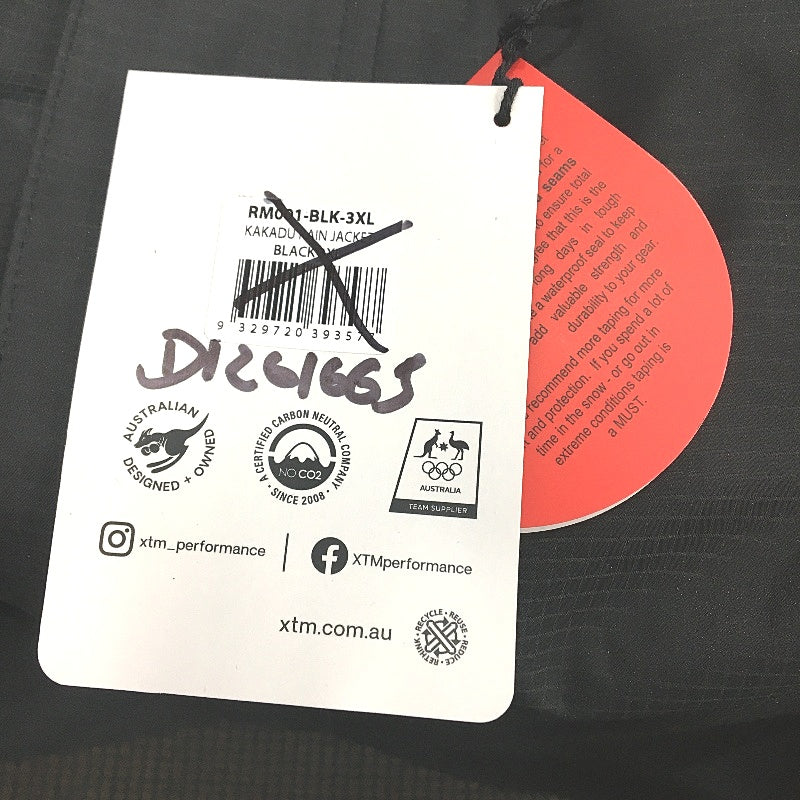 RM001-BLK-3XL
KAKADU RAIN JACKET
BLACK
9 329720 393577
AUSTRALIAN
DESIGNED + OWNED
A CERTIFIED CARBON NEUTRAL COMPANY
NO CO2
• SINCE 2008 •
AUSTRALIA
TEAM SUPPLIER
xtm_performance | XTMperformance
xtm.com.au
RECYCLE • REUSE • REDUCE • RETHINK •
for a
seams
to ensure total
that this is the
long days in tough
a waterproof seal to keep
add valuable strength and
durability to your gear.
recommend more taping for more
and protection. If you spend a lot of
time in the snow - or go out in
extreme conditions taping is
a MUST.